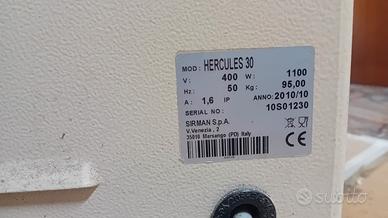 MOD: HERCULES 30
V: 400 W: 1100
Hz: 50 Kg: 95,00
A: 1,6 IP ANNO: 2010/10
SERIAL NO: 10S01230
SIRMAN S.p.A.
V.Venezia, 2
35010 Marsango (PD) Italy
CE
subito